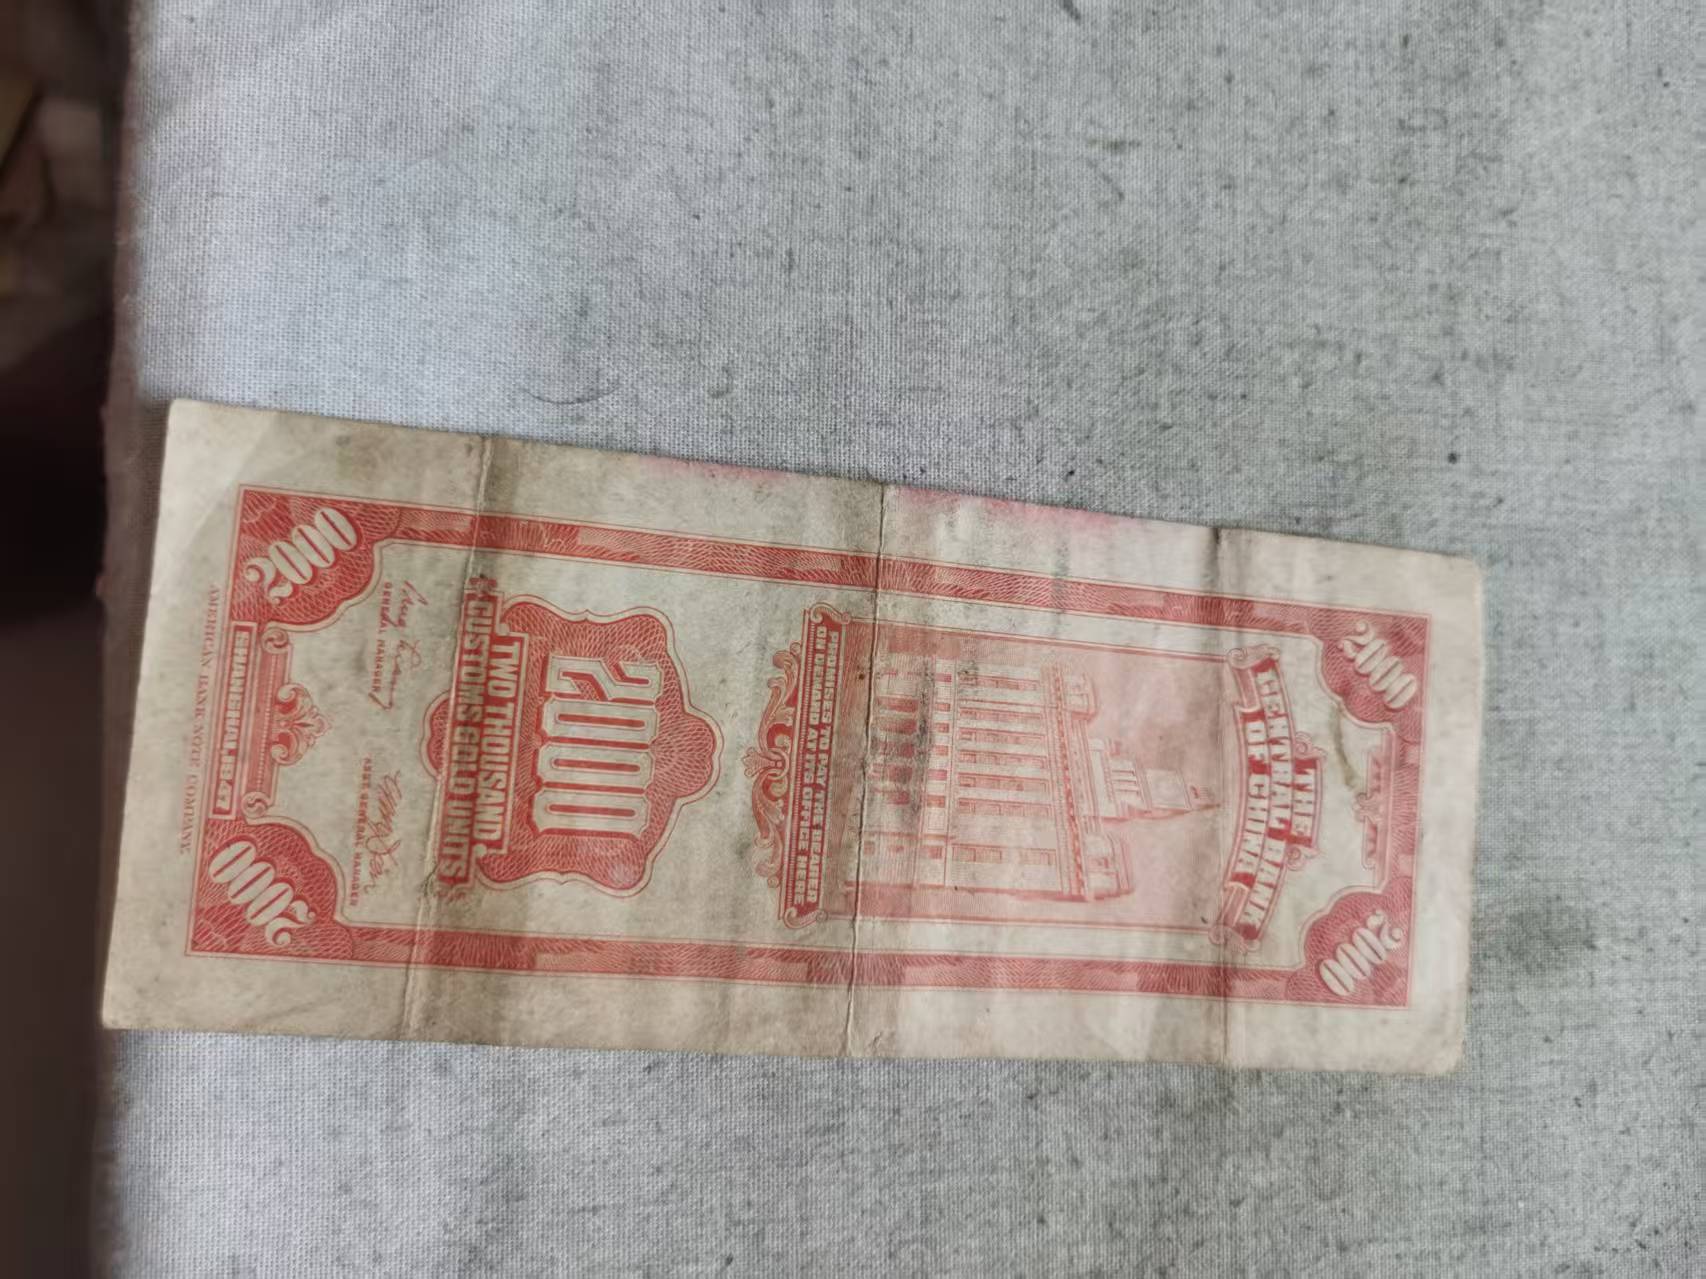 2000
2000
THE
CENTRAL BANK
OF CHINA
PROMISES TO PAY THE BEARER
ON DEMAND AT ITS OFFICE HERE
2000
TWO THOUSAND
CUSTOMS GOLD UNITS
GENERAL MANAGER
ASST. GENERAL MANAGER
2000
SHANGHAI, 1947
2000
AMERICAN BANK NOTE COMPANY